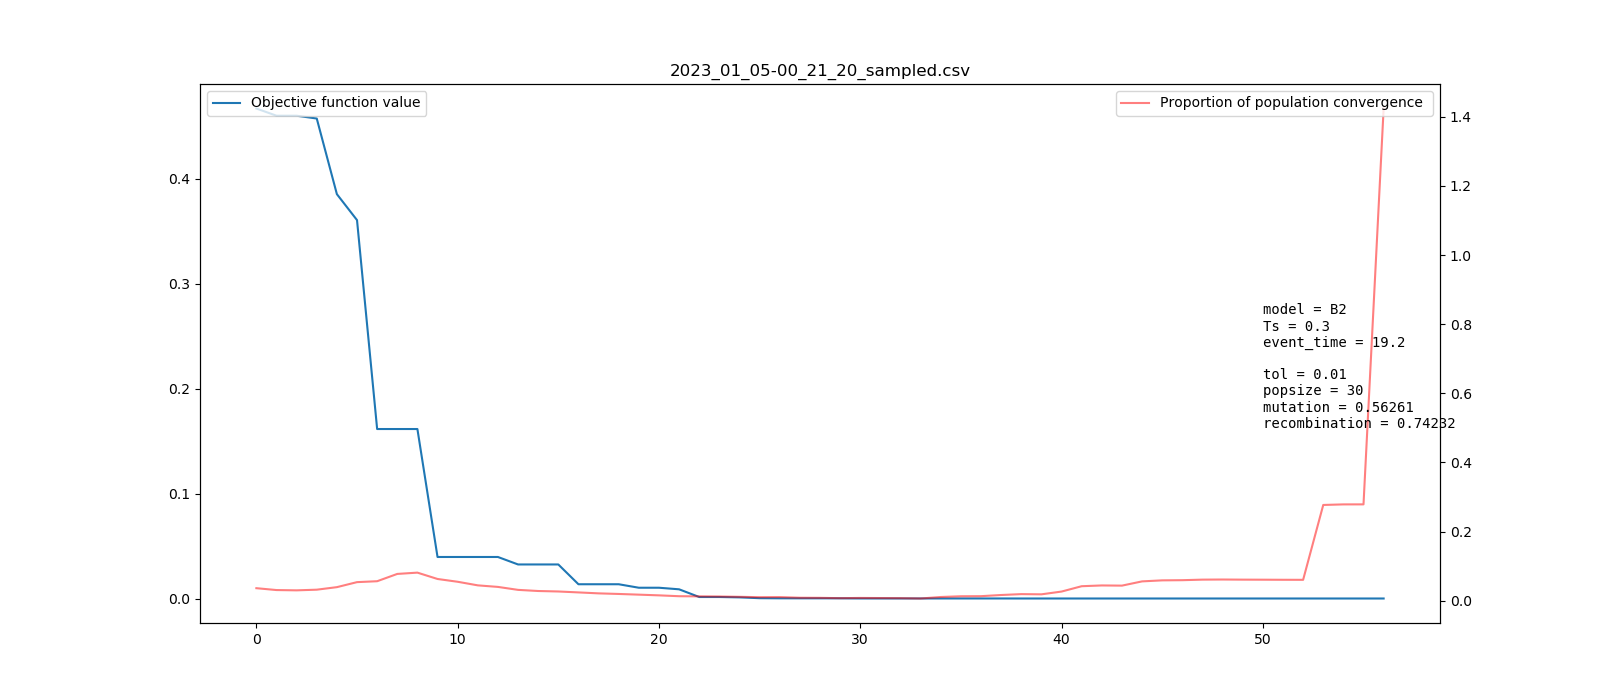 2023_01_05-00_21_20_sampled.csv
Objective function value
Proportion of population convergence
0.4
0.3
0.2
0.1
0.0
1.4
1.2
1.0
0.8
0.6
0.4
0.2
0.0
model = B2
Ts = 0.3
event_time = 19.2
tol = 0.01
popsize = 30
mutation = 0.56261
recombination = 0.74232
0 10 20 30 40 50